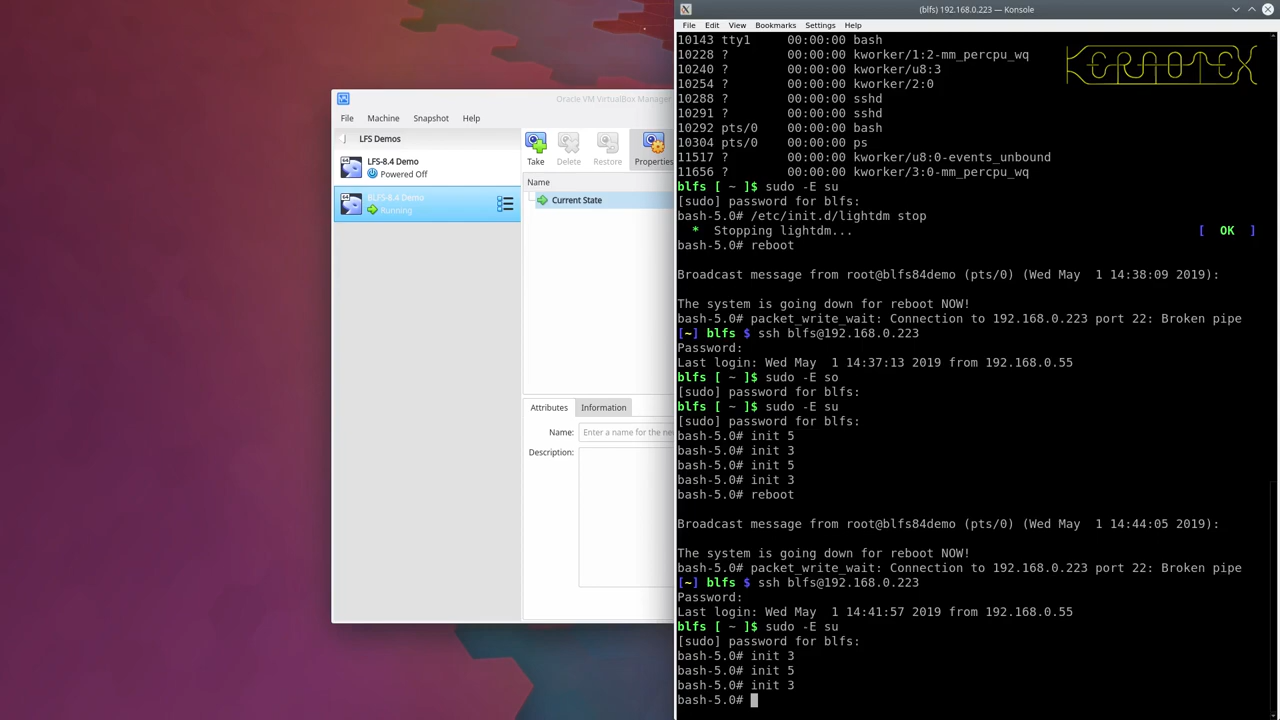 (blfs) 192.168.0.223 — Konsole
File Edit View Bookmarks Settings Help
10143 tty1 00:00:00 bash
10228 ? 00:00:00 kworker/1:2-mm_percpu_wq
10240 ? 00:00:00 kworker/u8:3
10254 ? 00:00:00 kworker/2:0
10288 ? 00:00:00 sshd
10291 ? 00:00:00 sshd
10292 pts/0 00:00:00 bash
10304 pts/0 00:00:00 ps
11517 ? 00:00:00 kworker/u8:0-events_unbound
11656 ? 00:00:00 kworker/3:0-mm_percpu_wq
blfs [ ~ ]$ sudo -E su
[sudo] password for blfs:
bash-5.0# /etc/init.d/lightdm stop
* Stopping lightdm... [ OK ]
bash-5.0# reboot
Broadcast message from root@blfs84demo (pts/0) (Wed May 1 14:38:09 2019):
The system is going down for reboot NOW!
bash-5.0# packet_write_wait: Connection to 192.168.0.223 port 22: Broken pipe
[~] blfs $ ssh blfs@192.168.0.223
Password:
Last login: Wed May 1 14:37:13 2019 from 192.168.0.55
blfs [ ~ ]$ sudo -E so
[sudo] password for blfs:
blfs [ ~ ]$ sudo -E su
[sudo] password for blfs:
bash-5.0# init 5
bash-5.0# init 3
bash-5.0# init 5
bash-5.0# init 3
bash-5.0# reboot
Broadcast message from root@blfs84demo (pts/0) (Wed May 1 14:44:05 2019):
The system is going down for reboot NOW!
bash-5.0# packet_write_wait: Connection to 192.168.0.223 port 22: Broken pipe
[~] blfs $ ssh blfs@192.168.0.223
Password:
Last login: Wed May 1 14:41:57 2019 from 192.168.0.55
blfs [ ~ ]$ sudo -E su
[sudo] password for blfs:
bash-5.0# init 3
bash-5.0# init 5
bash-5.0# init 3
bash-5.0#
KERNOTEX
Oracle VM VirtualBox Manager
File Machine Snapshot Help
LFS Demos
LFS-8.4 Demo
Powered Off
BLFS-8.4 Demo
Running
Take Delete Restore Properties
Name
Current State
Attributes Information
Name: Enter a name for the ne
Description: